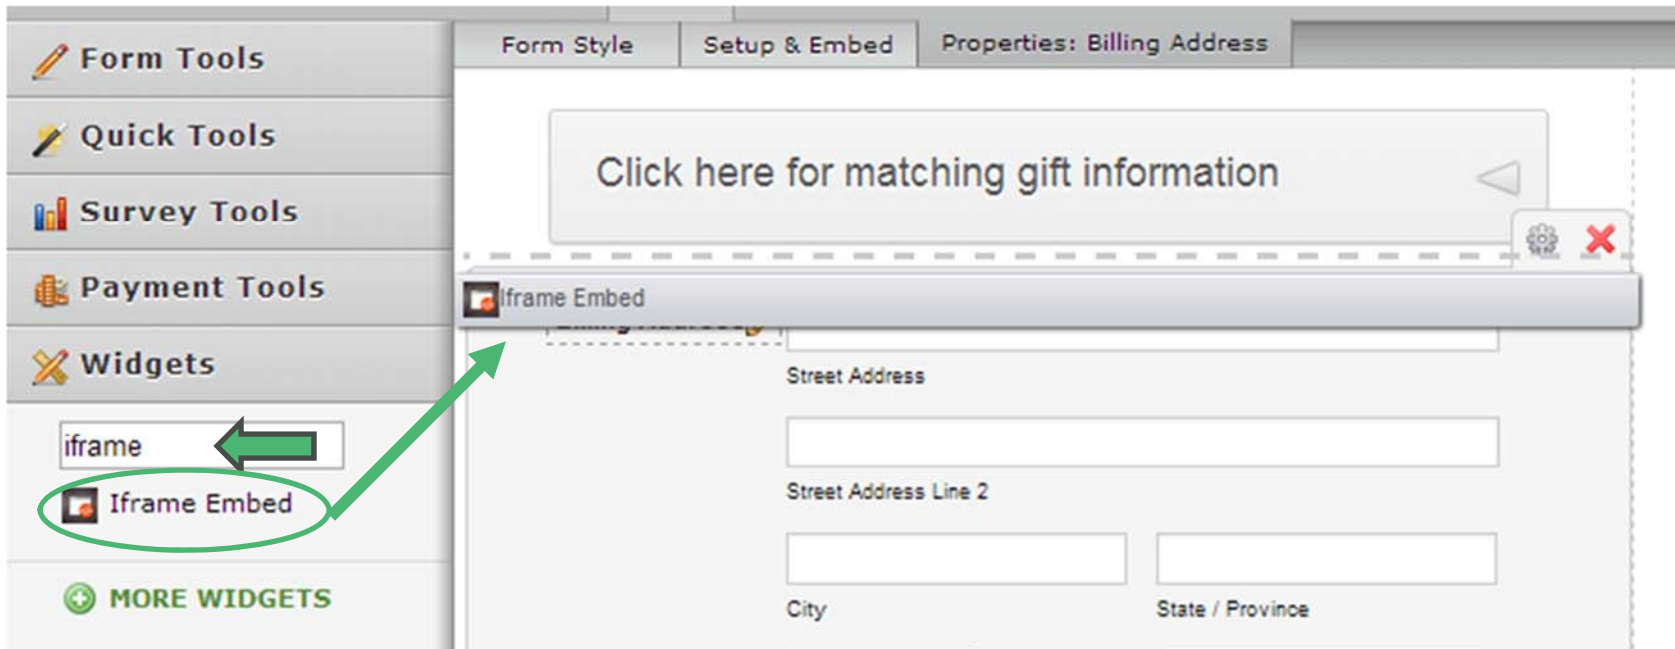 Form Tools
Quick Tools
Survey Tools
Payment Tools
Widgets
iframe
Iframe Embed
MORE WIDGETS
Form Style
Setup & Embed
Properties: Billing Address
Click here for matching gift information
Iframe Embed
Street Address
Street Address Line 2
City
State / Province